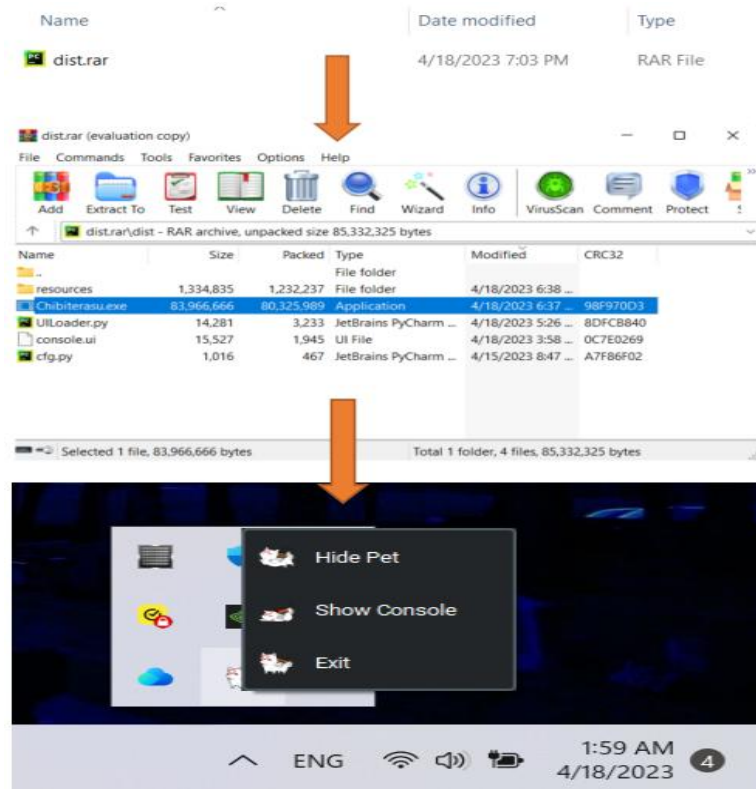 Name Date modified Type
dist.rar 4/18/2023 7:03 PM RAR File
dist.rar (evaluation copy)
File Commands Tools Favorites Options Help
Add Extract To Test View Delete Find Wizard Info VirusScan Comment Protect
dist.rar\dist - RAR archive, unpacked size 85,332,325 bytes
Name Size Packed Type Modified CRC32
.. File folder
resources 1,334,835 1,232,237 File folder 4/18/2023 6:38 ...
Chibiterasu.exe 83,966,666 80,325,989 Application 4/18/2023 6:37 ... 98F970D3
UILoader.py 14,281 3,233 JetBrains PyCharm ... 4/18/2023 5:26 ... 8DFCB840
console.ui 15,527 1,945 UI File 4/18/2023 3:58 ... 0C7E0269
cfg.py 1,016 467 JetBrains PyCharm ... 4/15/2023 8:47 ... A7F86F02
Selected 1 file, 83,966,666 bytes Total 1 folder, 4 files, 85,332,325 bytes
Hide Pet
Show Console
Exit
ENG 1:59 AM
4/18/2023 4